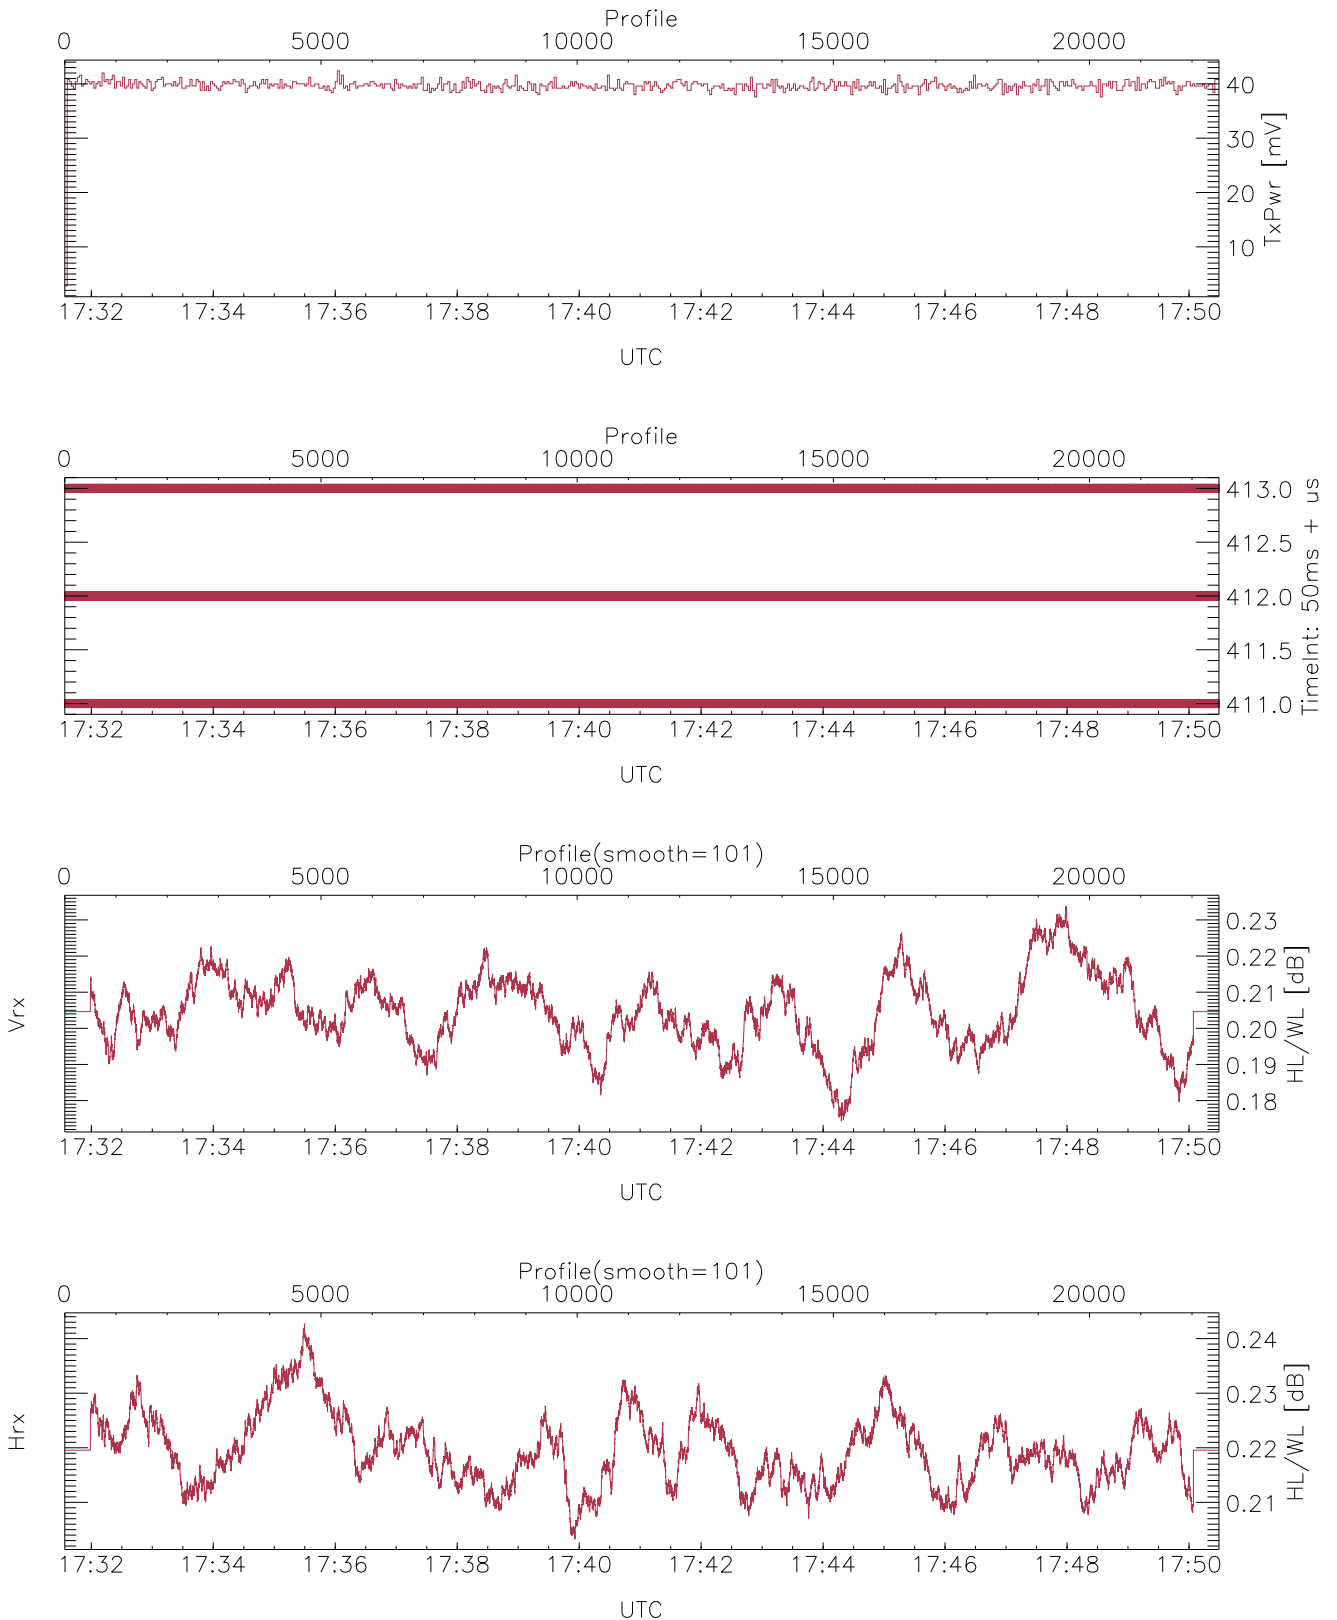 Profile
0 5000 10000 15000 20000
40
30
20
10
TxPwr [mV]
17:32 17:34 17:36 17:38 17:40 17:42 17:44 17:46 17:48 17:50
UTC
Profile
0 5000 10000 15000 20000
413.0
412.5
412.0
411.5
411.0
TimeInt: 50ms + us
17:32 17:34 17:36 17:38 17:40 17:42 17:44 17:46 17:48 17:50
UTC
Profile(smooth=101)
0 5000 10000 15000 20000
Vrx
0.23
0.22
0.21
0.20
0.19
0.18
HL/WL [dB]
17:32 17:34 17:36 17:38 17:40 17:42 17:44 17:46 17:48 17:50
UTC
Profile(smooth=101)
0 5000 10000 15000 20000
Hrx
0.24
0.23
0.22
0.21
HL/WL [dB]
17:32 17:34 17:36 17:38 17:40 17:42 17:44 17:46 17:48 17:50
UTC